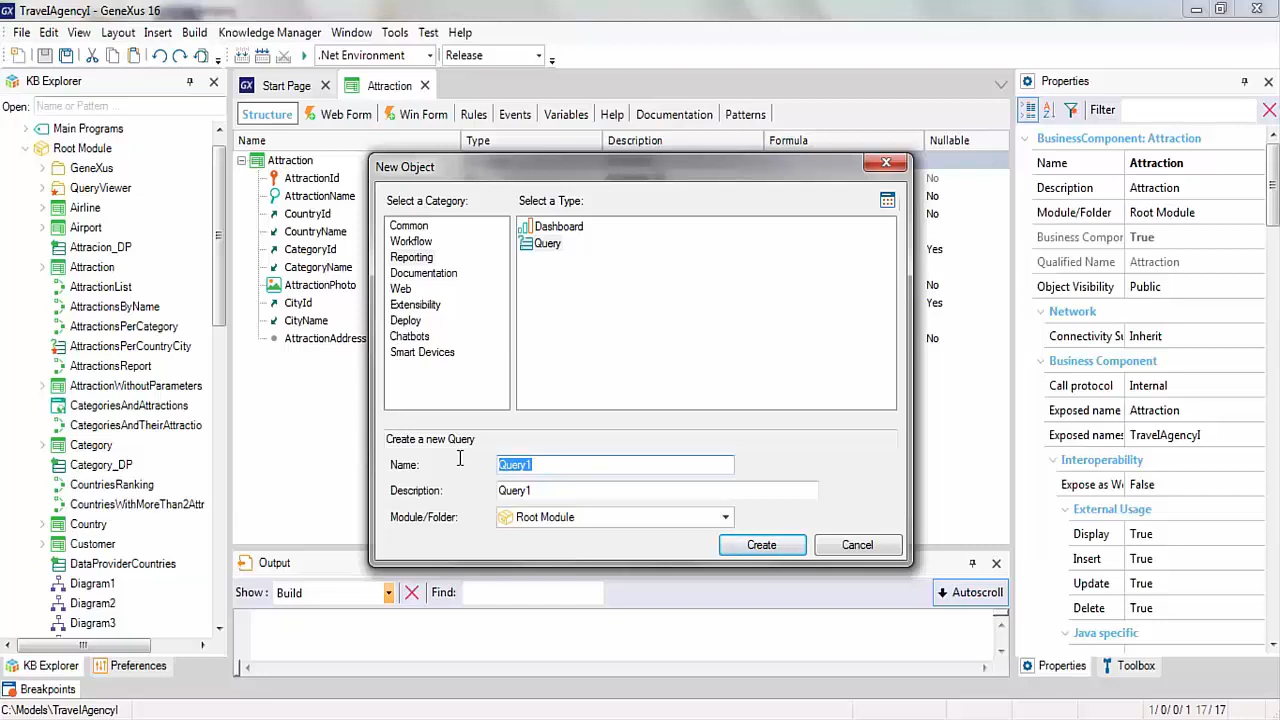 TravelAgencyI - GeneXus 16
File Edit View Layout Insert Build Knowledge Manager Window Tools Test Help
.Net Environment Release
KB Explorer
Open: Name or Pattern ...
Main Programs
Root Module
GeneXus
QueryViewer
Airline
Airport
Attracion_DP
Attraction
AttractionList
AttractionsByName
AttractionsPerCategory
AttractionsPerCountryCity
AttractionsReport
AttractionWithoutParameters
CategoriesAndAttractions
CategoriesAndTheirAttractio
Category
Category_DP
CountriesRanking
CountriesWithMoreThan2Attr
Country
Customer
DataProviderCountries
Diagram1
Diagram2
Diagram3
KB Explorer Preferences
Breakpoints
C:\Models\TravelAgencyI
Start Page Attraction
Structure Web Form Win Form Rules Events Variables Help Documentation Patterns
Name Type Description Formula Nullable
Attraction
AttractionId No
AttractionName No
CountryId No
CountryName
CategoryId Yes
CategoryName
AttractionPhoto No
CityId Yes
CityName
AttractionAddress No
New Object
Select a Category: Select a Type:
Common
Workflow
Reporting
Documentation
Web
Extensibility
Deploy
Chatbots
Smart Devices
Dashboard
Query
Create a new Query
Name: Query1
Description: Query1
Module/Folder: Root Module
Create Cancel
Output
Show: Build Find: Autoscroll
Properties
Filter
BusinessComponent: Attraction
Name Attraction
Description Attraction
Module/Folder Root Module
Business Compor True
Qualified Name Attraction
Object Visibility Public
Network
Connectivity Su Inherit
Business Component
Call protocol Internal
Exposed name Attraction
Exposed names TravelAgencyI
Interoperability
Expose as We False
External Usage
Display True
Insert True
Update True
Delete True
Java specific
Properties Toolbox
1/ 0/ 0/ 1 17/ 17